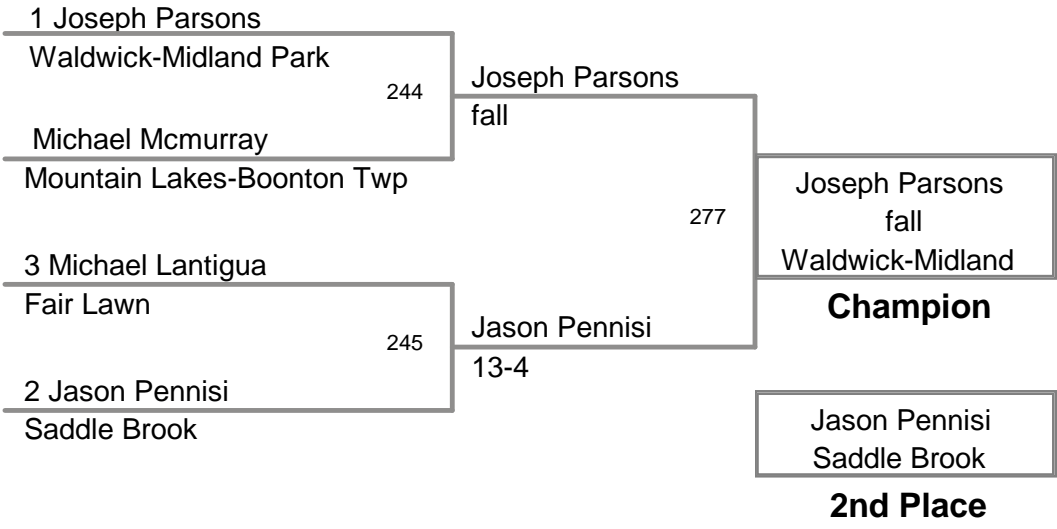 1 Joseph Parsons
Waldwick-Midland Park
244
Joseph Parsons
fall
Michael Mcmurray
Mountain Lakes-Boonton Twp
277
Joseph Parsons
fall
Waldwick-Midland
Champion
3 Michael Lantigua
Fair Lawn
245
Jason Pennisi
13-4
2 Jason Pennisi
Saddle Brook
Jason Pennisi
Saddle Brook
2nd Place